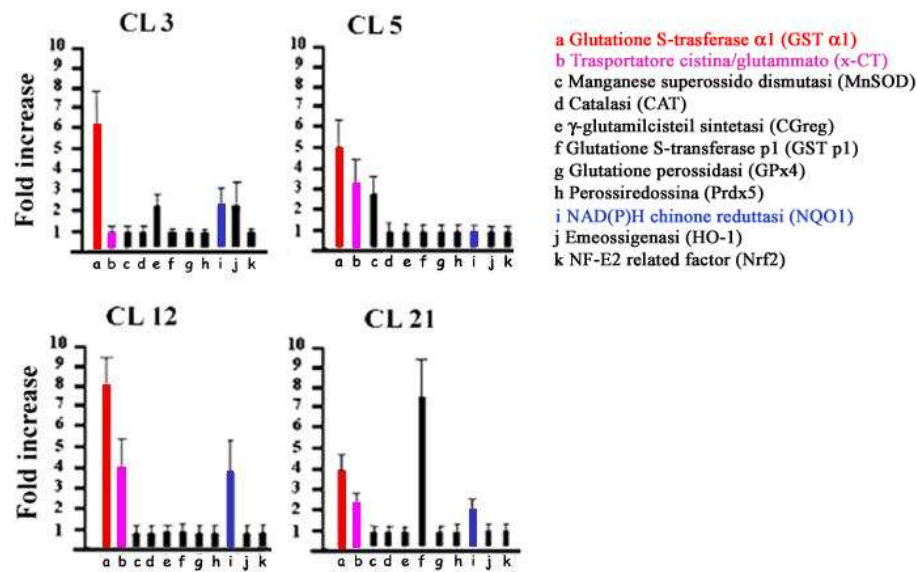 CL 3
Fold increase
10
9
8
7
6
5
4
3
2
1
a b c d e f g h i j k
CL 5
10
9
8
7
6
5
4
3
2
1
a b c d e f g h i j k
a Glutatione S-trasferase α1 (GST α1)
b Trasportatore cistina/glutammato (x-CT)
c Manganese superossido dismutasi (MnSOD)
d Catalasi (CAT)
e γ-glutamilcisteil sintetasi (CGreg)
f Glutatione S-transferase p1 (GST p1)
g Glutatione perossidasi (GPx4)
h Perossiredossina (Prdx5)
i NAD(P)H chinone reduttasi (NQO1)
j Emeossigenasi (HO-1)
k NF-E2 related factor (Nrf2)
CL 12
Fold increase
10
9
8
7
6
5
4
3
2
1
a b c d e f g h i j k
CL 21
10
9
8
7
6
5
4
3
2
1
a b c d e f g h i j k